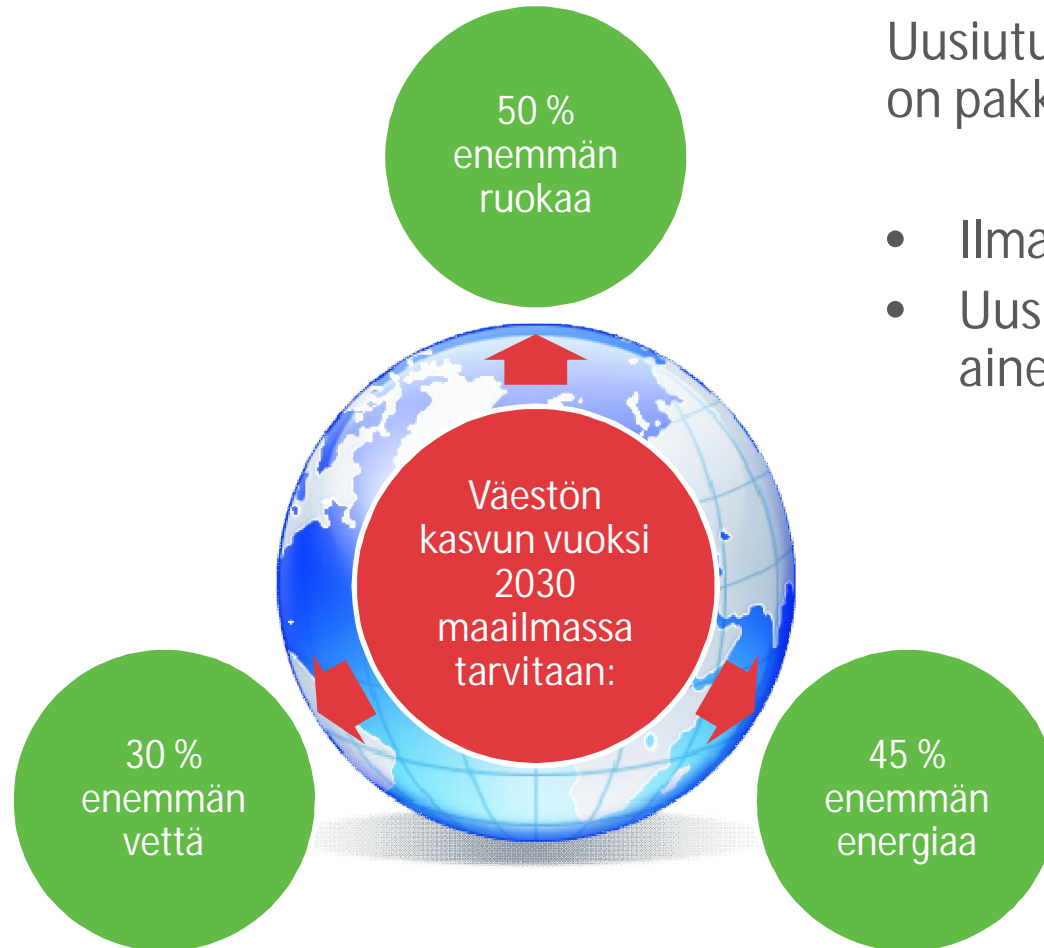 50 %
enemmän
ruokaa
Väestön
kasvun vuoksi
2030
maailmassa
tarvitaan:
30 %
enemmän
vettä
45 %
enemmän
energiaa
Uusiutu
on pakk
• Ilma
• Uus
aine